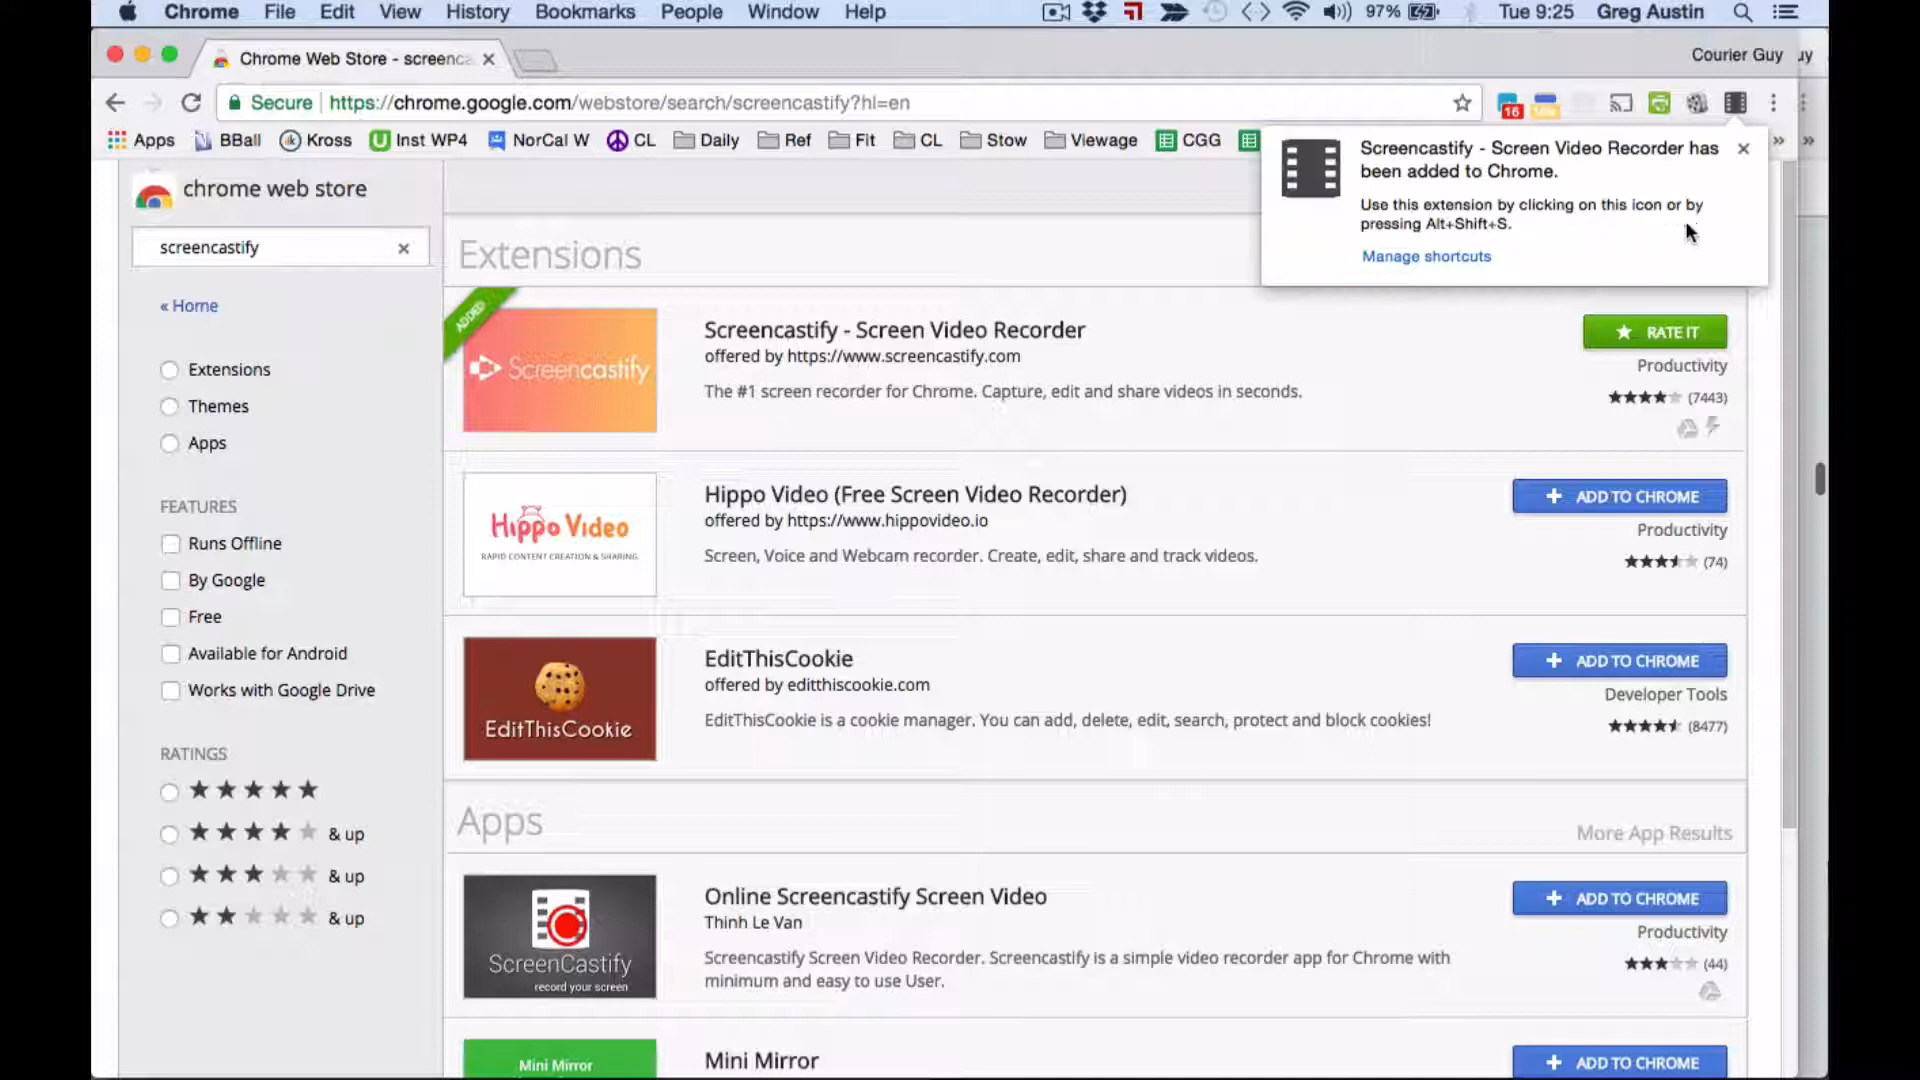 Chrome File Edit View History Bookmarks People Window Help 97% Tue 9:25 Greg Austin
Chrome Web Store - screenca
Courier Guy uy
Secure https://chrome.google.com/webstore/search/screencastify?hl=en
16
Apps BBall Kross Inst WP4 NorCal W CL Daily Ref Fit CL Stow Viewage CGG
Screencastify - Screen Video Recorder has
been added to Chrome.
Use this extension by clicking on this icon or by
pressing Alt+Shift+S.
Manage shortcuts
chrome web store
screencastify
« Home
Extensions
Themes
Apps
FEATURES
Runs Offline
By Google
Free
Available for Android
Works with Google Drive
RATINGS
& up
& up
& up
Extensions
ADDED
Screencastify
Screencastify - Screen Video Recorder
offered by https://www.screencastify.com
The #1 screen recorder for Chrome. Capture, edit and share videos in seconds.
RATE IT
Productivity
(7443)
Hippo Video
RAPID CONTENT CREATION & SHARING
Hippo Video (Free Screen Video Recorder)
offered by https://www.hippovideo.io
Screen, Voice and Webcam recorder. Create, edit, share and track videos.
+ ADD TO CHROME
Productivity
(74)
EditThisCookie
EditThisCookie
offered by editthiscookie.com
EditThisCookie is a cookie manager. You can add, delete, edit, search, protect and block cookies!
+ ADD TO CHROME
Developer Tools
(8477)
Apps
More App Results
ScreenCastify
record your screen
Online Screencastify Screen Video
Thinh Le Van
Screencastify Screen Video Recorder. Screencastify is a simple video recorder app for Chrome with
minimum and easy to use User.
+ ADD TO CHROME
Productivity
(44)
Mini Mirror
Mini Mirror
+ ADD TO CHROME